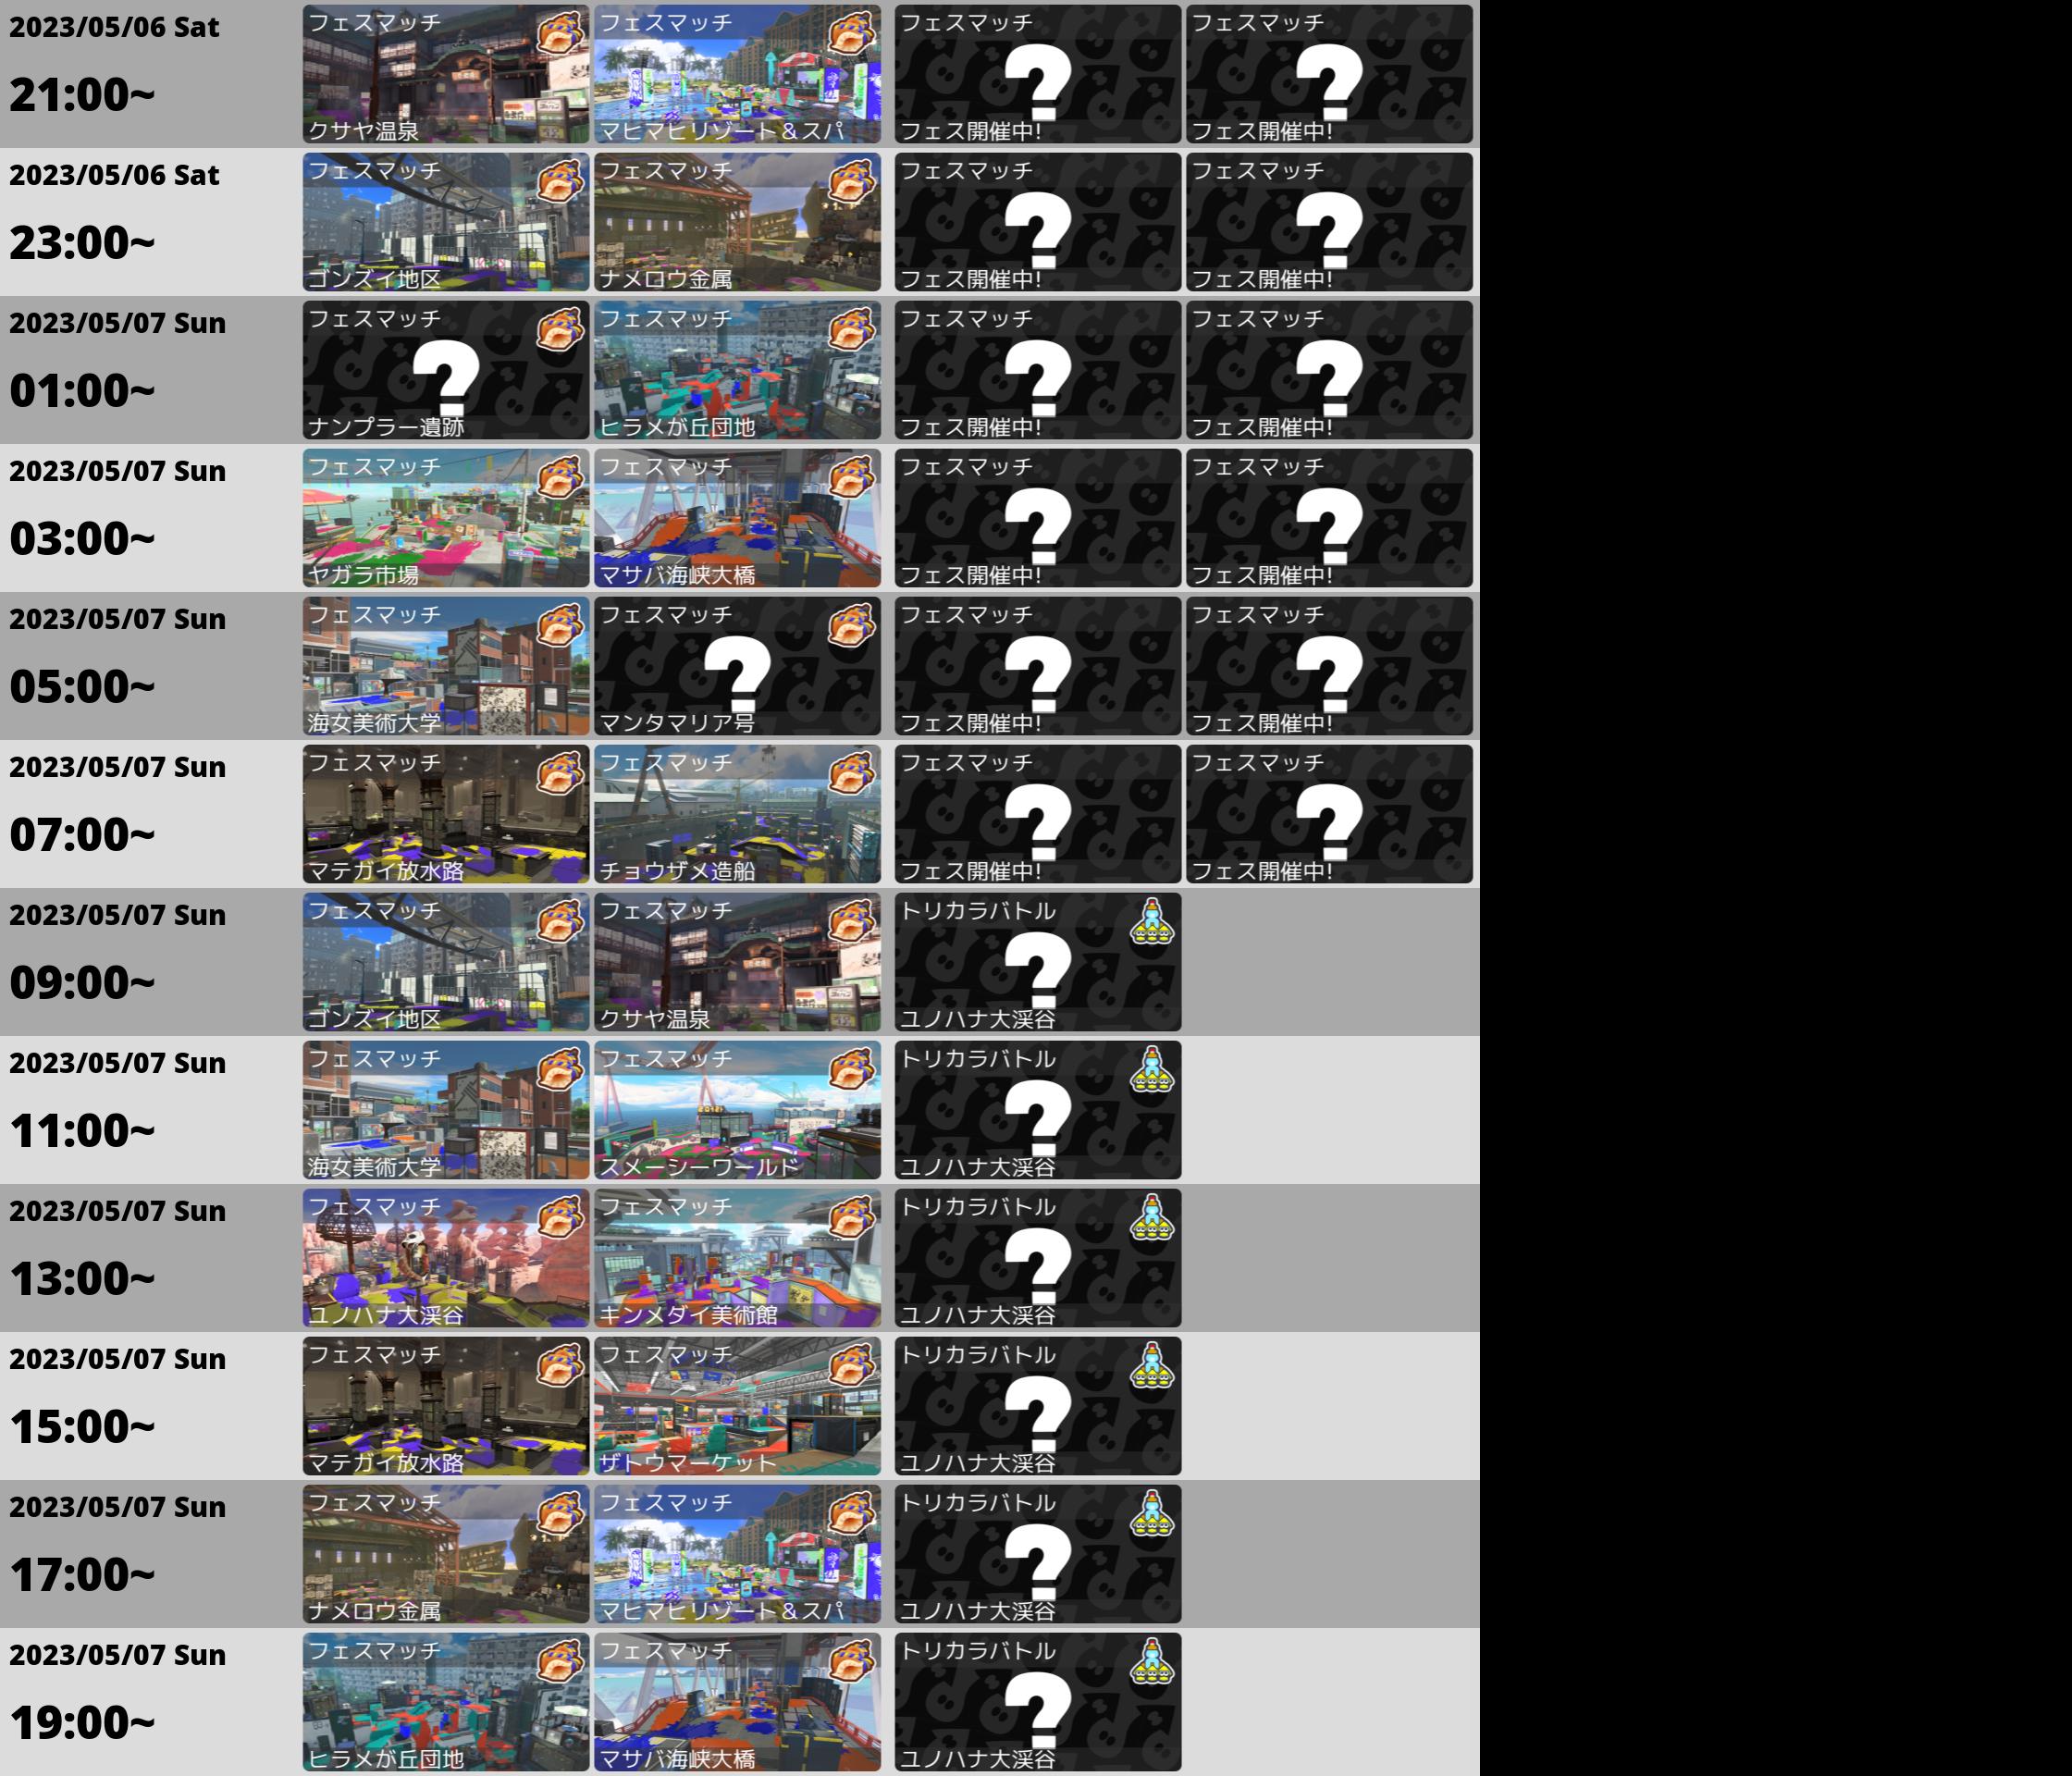 2023/05/06 Sat
21:00~
フェスマッチ
クサヤ温泉
フェスマッチ
マヒマヒリゾート＆スパ
フェスマッチ
フェス開催中!
フェスマッチ
フェス開催中!
2023/05/06 Sat
23:00~
フェスマッチ
ゴンズイ地区
フェスマッチ
ナメロウ金属
フェスマッチ
フェス開催中!
フェスマッチ
フェス開催中!
2023/05/07 Sun
01:00~
フェスマッチ
ナンプラー遺跡
フェスマッチ
ヒラメが丘団地
フェスマッチ
フェス開催中!
フェスマッチ
フェス開催中!
2023/05/07 Sun
03:00~
フェスマッチ
ヤガラ市場
フェスマッチ
マサバ海峡大橋
フェスマッチ
フェス開催中!
フェスマッチ
フェス開催中!
2023/05/07 Sun
05:00~
フェスマッチ
海女美術大学
フェスマッチ
マンタマリア号
フェスマッチ
フェス開催中!
フェスマッチ
フェス開催中!
2023/05/07 Sun
07:00~
フェスマッチ
マテガイ放水路
フェスマッチ
チョウザメ造船
フェスマッチ
フェス開催中!
フェスマッチ
フェス開催中!
2023/05/07 Sun
09:00~
フェスマッチ
ゴンズイ地区
フェスマッチ
クサヤ温泉
トリカラバトル
ユノハナ大渓谷
2023/05/07 Sun
11:00~
フェスマッチ
海女美術大学
フェスマッチ
スメーシーワールド
トリカラバトル
ユノハナ大渓谷
2023/05/07 Sun
13:00~
フェスマッチ
ユノハナ大渓谷
フェスマッチ
キンメダイ美術館
トリカラバトル
ユノハナ大渓谷
2023/05/07 Sun
15:00~
フェスマッチ
マテガイ放水路
フェスマッチ
ザトウマーケット
トリカラバトル
ユノハナ大渓谷
2023/05/07 Sun
17:00~
フェスマッチ
ナメロウ金属
フェスマッチ
マヒマヒリゾート＆スパ
トリカラバトル
ユノハナ大渓谷
2023/05/07 Sun
19:00~
フェスマッチ
ヒラメが丘団地
フェスマッチ
マサバ海峡大橋
トリカラバトル
ユノハナ大渓谷